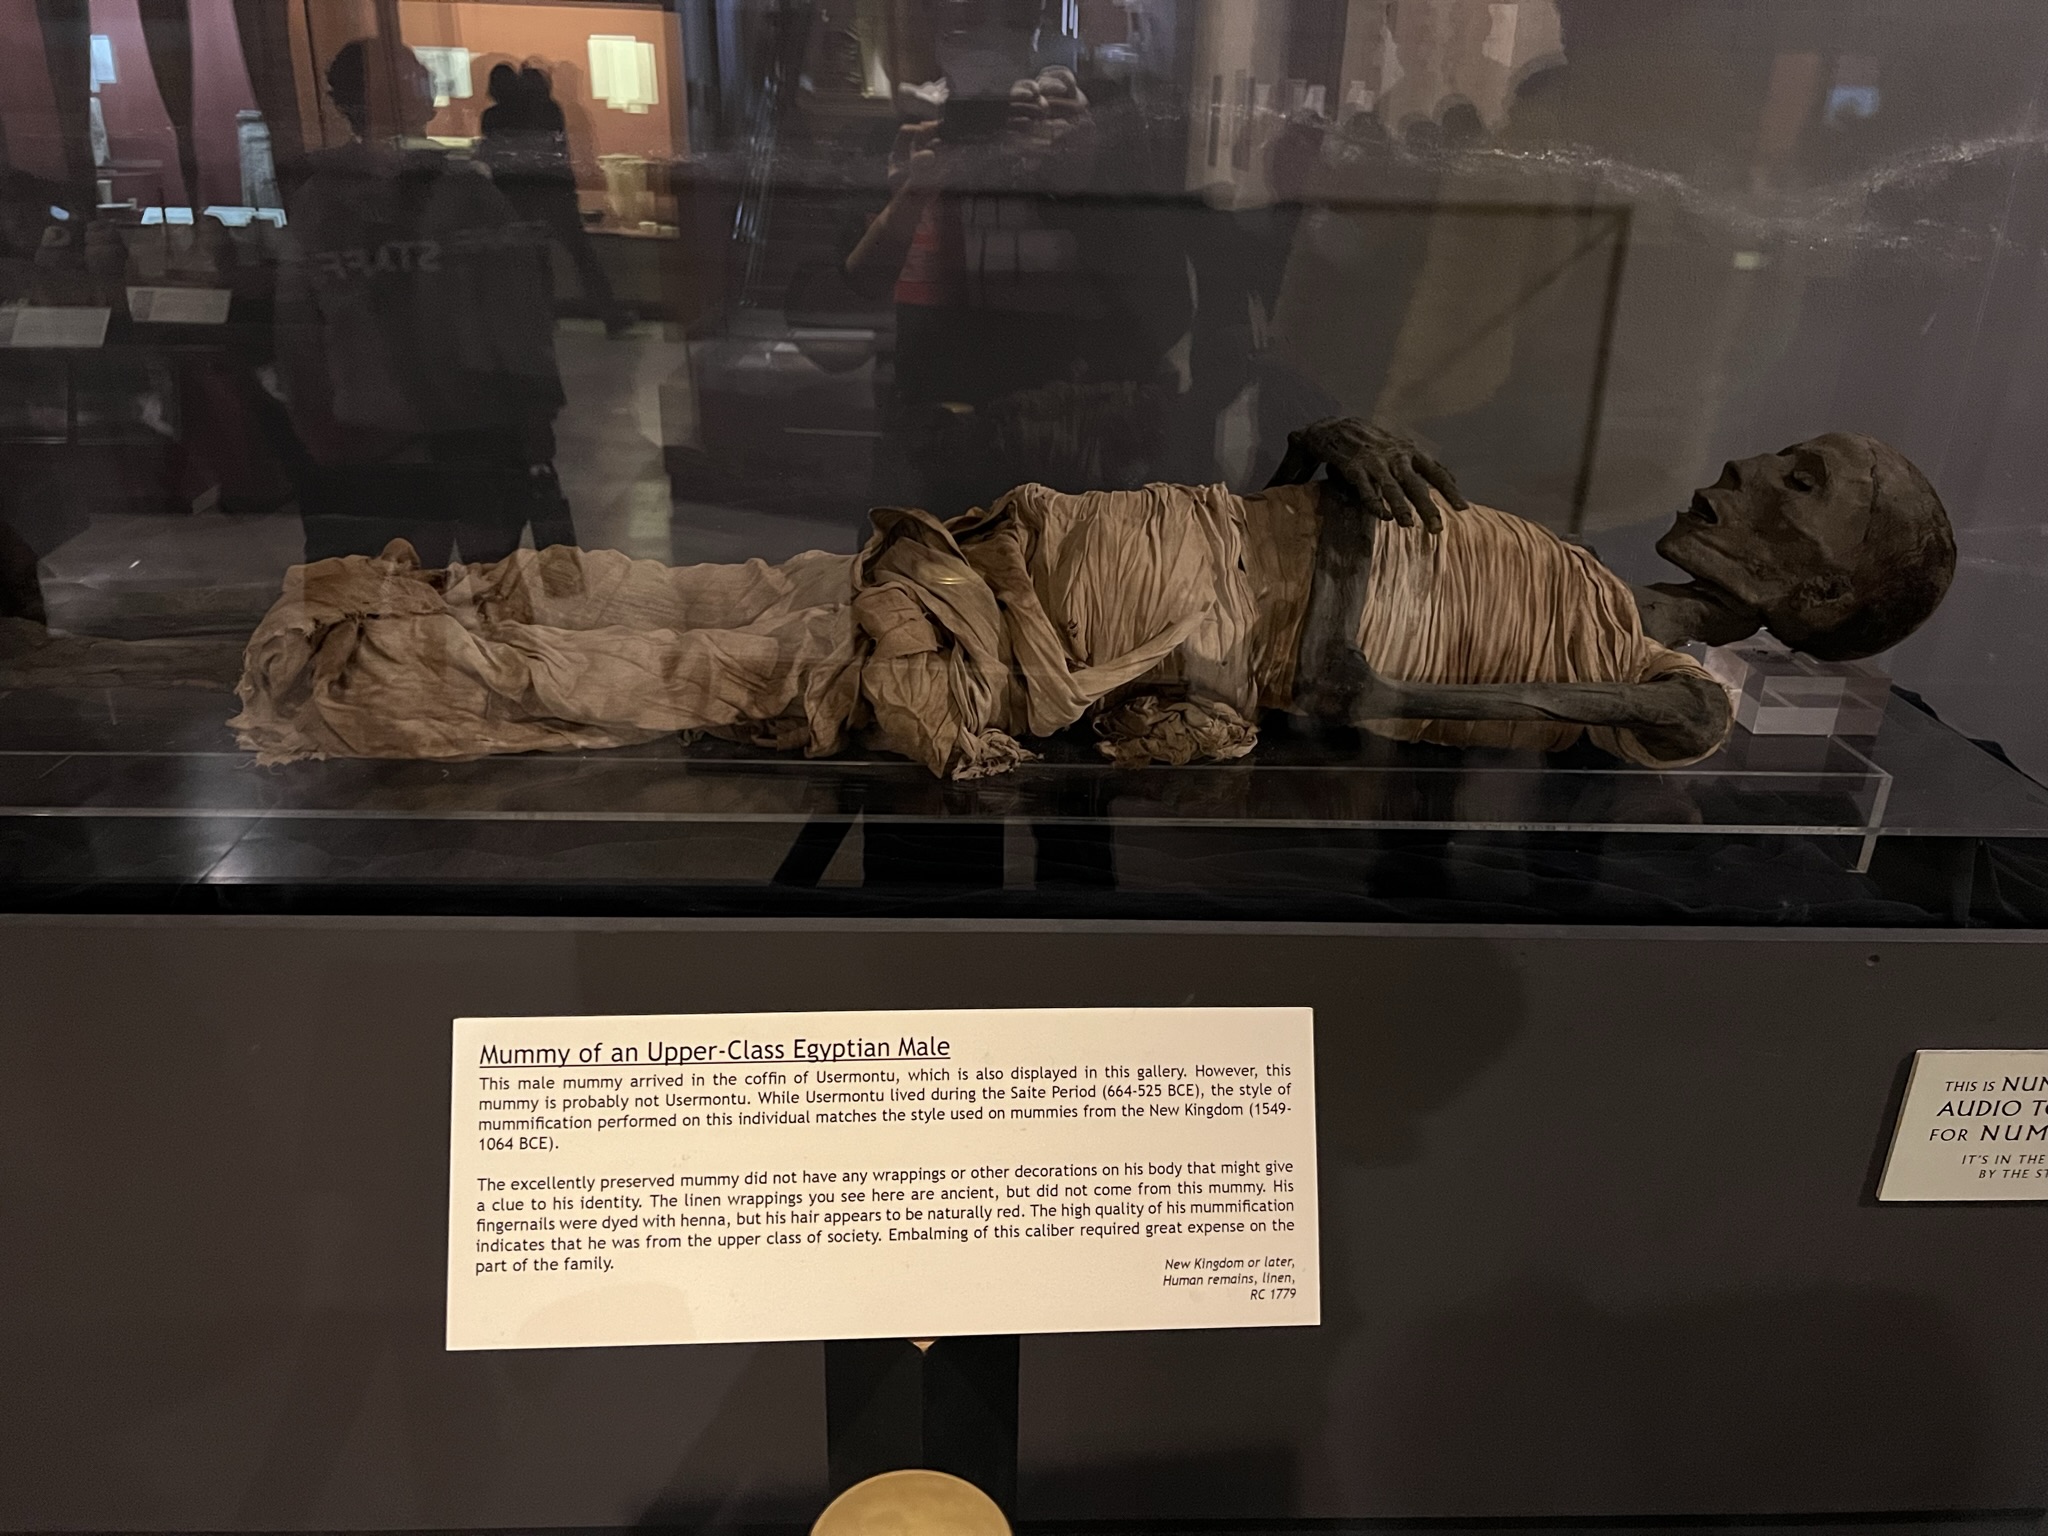 STAFF
Mummy of an Upper-Class Egyptian Male
This male mummy arrived in the coffin of Usermontu, which is also displayed in this gallery. However, this
mummy is probably not Usermontu. While Usermontu lived during the Saite Period (664-525 BCE), the style of
mummification performed on this individual matches the style used on mummies from the New Kingdom (1549-
1064 BCE).
The excellently preserved mummy did not have any wrappings or other decorations on his body that might give
a clue to his identity. The linen wrappings you see here are ancient, but did not come from this mummy. His
fingernails were dyed with henna, but his hair appears to be naturally red. The high quality of his mummification
indicates that he was from the upper class of society. Embalming of this caliber required great expense on the
part of the family.
New Kingdom or later,
Human remains, linen,
RC 1779
THIS IS
AUDIO
FOR
IT'S IN THE
BY THE